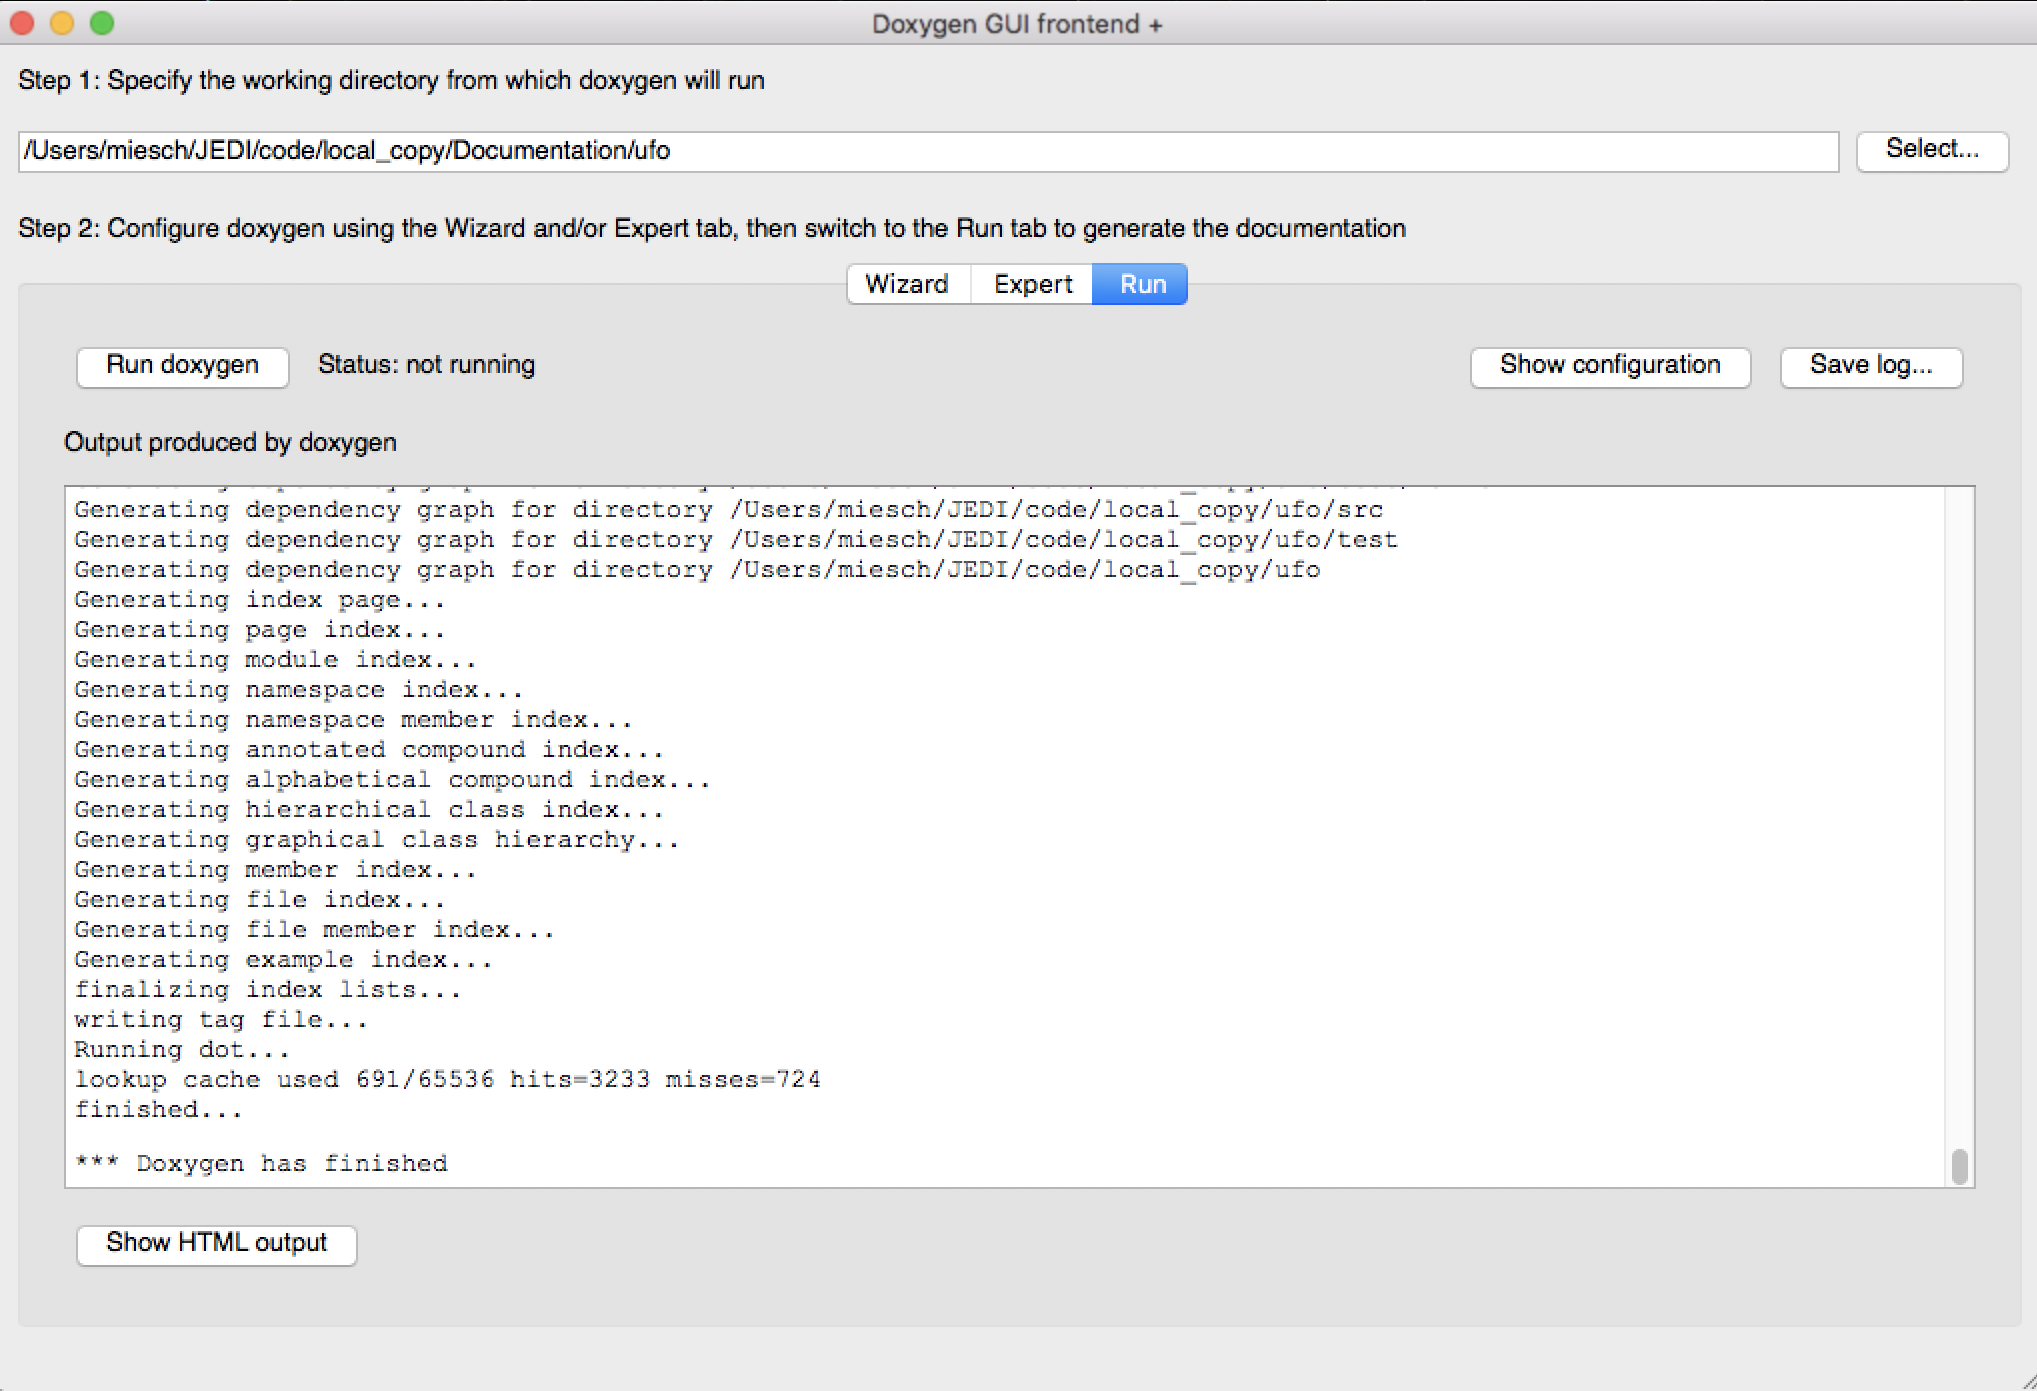 Doxygen GUI frontend +
Step 1: Specify the working directory from which doxygen will run
/Users/miesch/JEDI/code/local_copy/Documentation/ufo
Select...
Step 2: Configure doxygen using the Wizard and/or Expert tab, then switch to the Run tab to generate the documentation
Wizard Expert Run
Run doxygen Status: not running Show configuration Save log...
Output produced by doxygen
Generating dependency graph for directory /Users/miesch/JEDI/code/local_copy/ufo/src
Generating dependency graph for directory /Users/miesch/JEDI/code/local_copy/ufo/test
Generating dependency graph for directory /Users/miesch/JEDI/code/local_copy/ufo
Generating index page...
Generating page index...
Generating module index...
Generating namespace index...
Generating namespace member index...
Generating annotated compound index...
Generating alphabetical compound index...
Generating hierarchical class index...
Generating graphical class hierarchy...
Generating member index...
Generating file index...
Generating file member index...
Generating example index...
finalizing index lists...
writing tag file...
Running dot...
lookup cache used 691/65536 hits=3233 misses=724
finished...
*** Doxygen has finished
Show HTML output